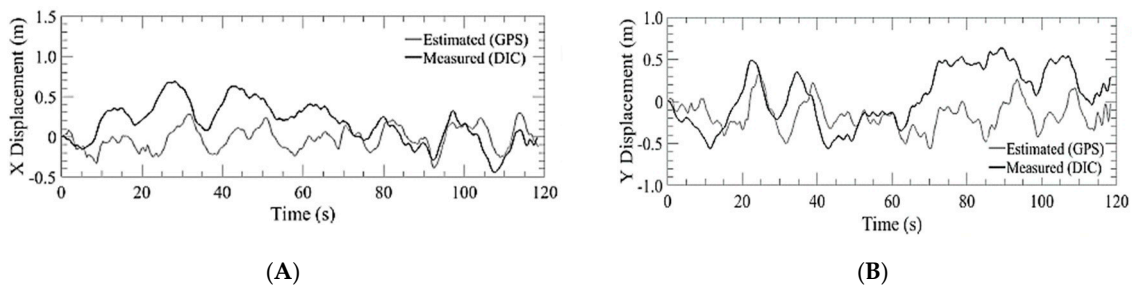 1.5
1.0
0.5
0
-0.5
X Displacement (m)
Estimated (GPS)
Measured (DIC)
0 20 40 60 80 100 120
Time (s)
(A)
1.0
0.5
0
-0.5
-1.0
Y Displacement (m)
Estimated (GPS)
Measured (DIC)
0 20 40 60 80 100 120
Time (s)
(B)